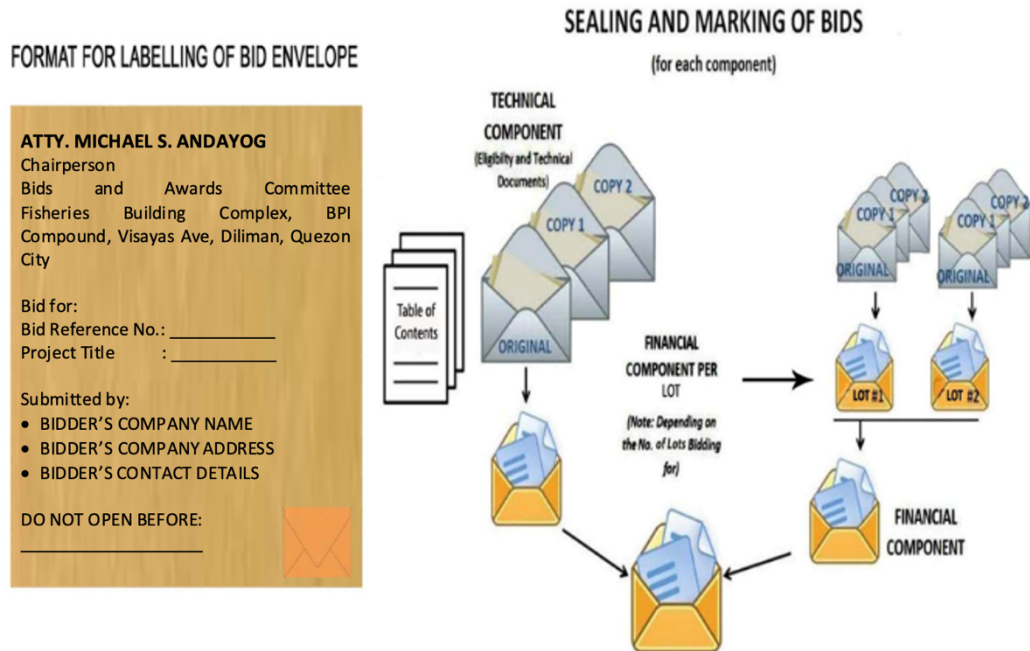 FORMAT FOR LABELLING OF BID ENVELOPE
ATTY. MICHAEL S. ANDAYOG
Chairperson
Bids and Awards Committee
Fisheries Building Complex, BPI
Compound, Visayas Ave, Diliman, Quezon
City
Bid for:
Bid Reference No.: ____________
Project Title : ____________
Submitted by:
• BIDDER'S COMPANY NAME
• BIDDER'S COMPANY ADDRESS
• BIDDER'S CONTACT DETAILS
DO NOT OPEN BEFORE:
____________________
SEALING AND MARKING OF BIDS
(for each component)
TECHNICAL
COMPONENT
(Eligibilty and Technical
Documents)
COPY 2
COPY 1
ORIGINAL
Table of
Contents
FINANCIAL
COMPONENT PER
LOT
(Note: Depending on
the No. of Lots Bidding
for)
COPY 2
COPY 1
ORIGINAL
COPY 2
COPY 1
ORIGINAL
LOT #1
LOT #2
FINANCIAL
COMPONENT